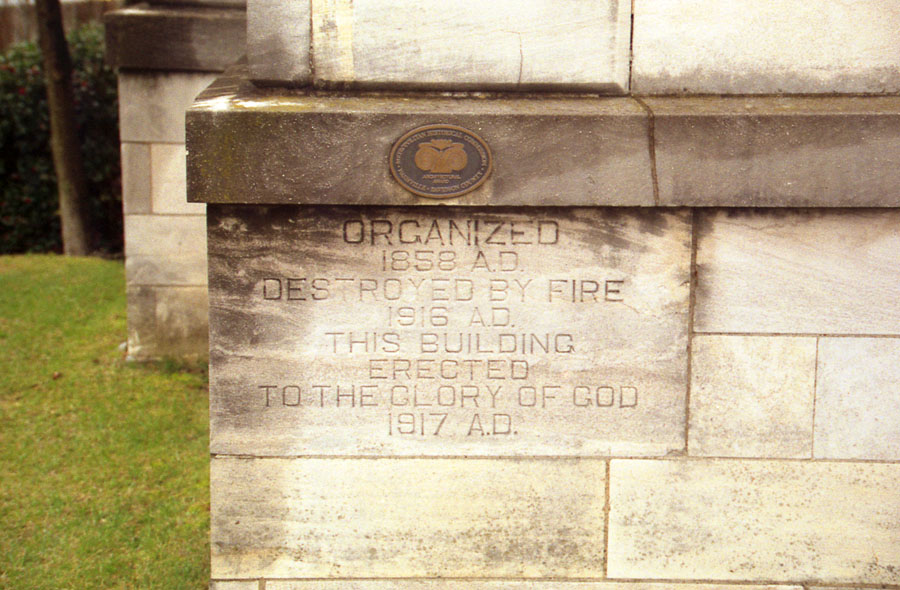 ORGANIZED
1858 A.D.
DESTROYED BY FIRE
1916 A.D.
THIS BUILDING
ERECTED
TO THE GLORY OF GOD
1917 A.D.